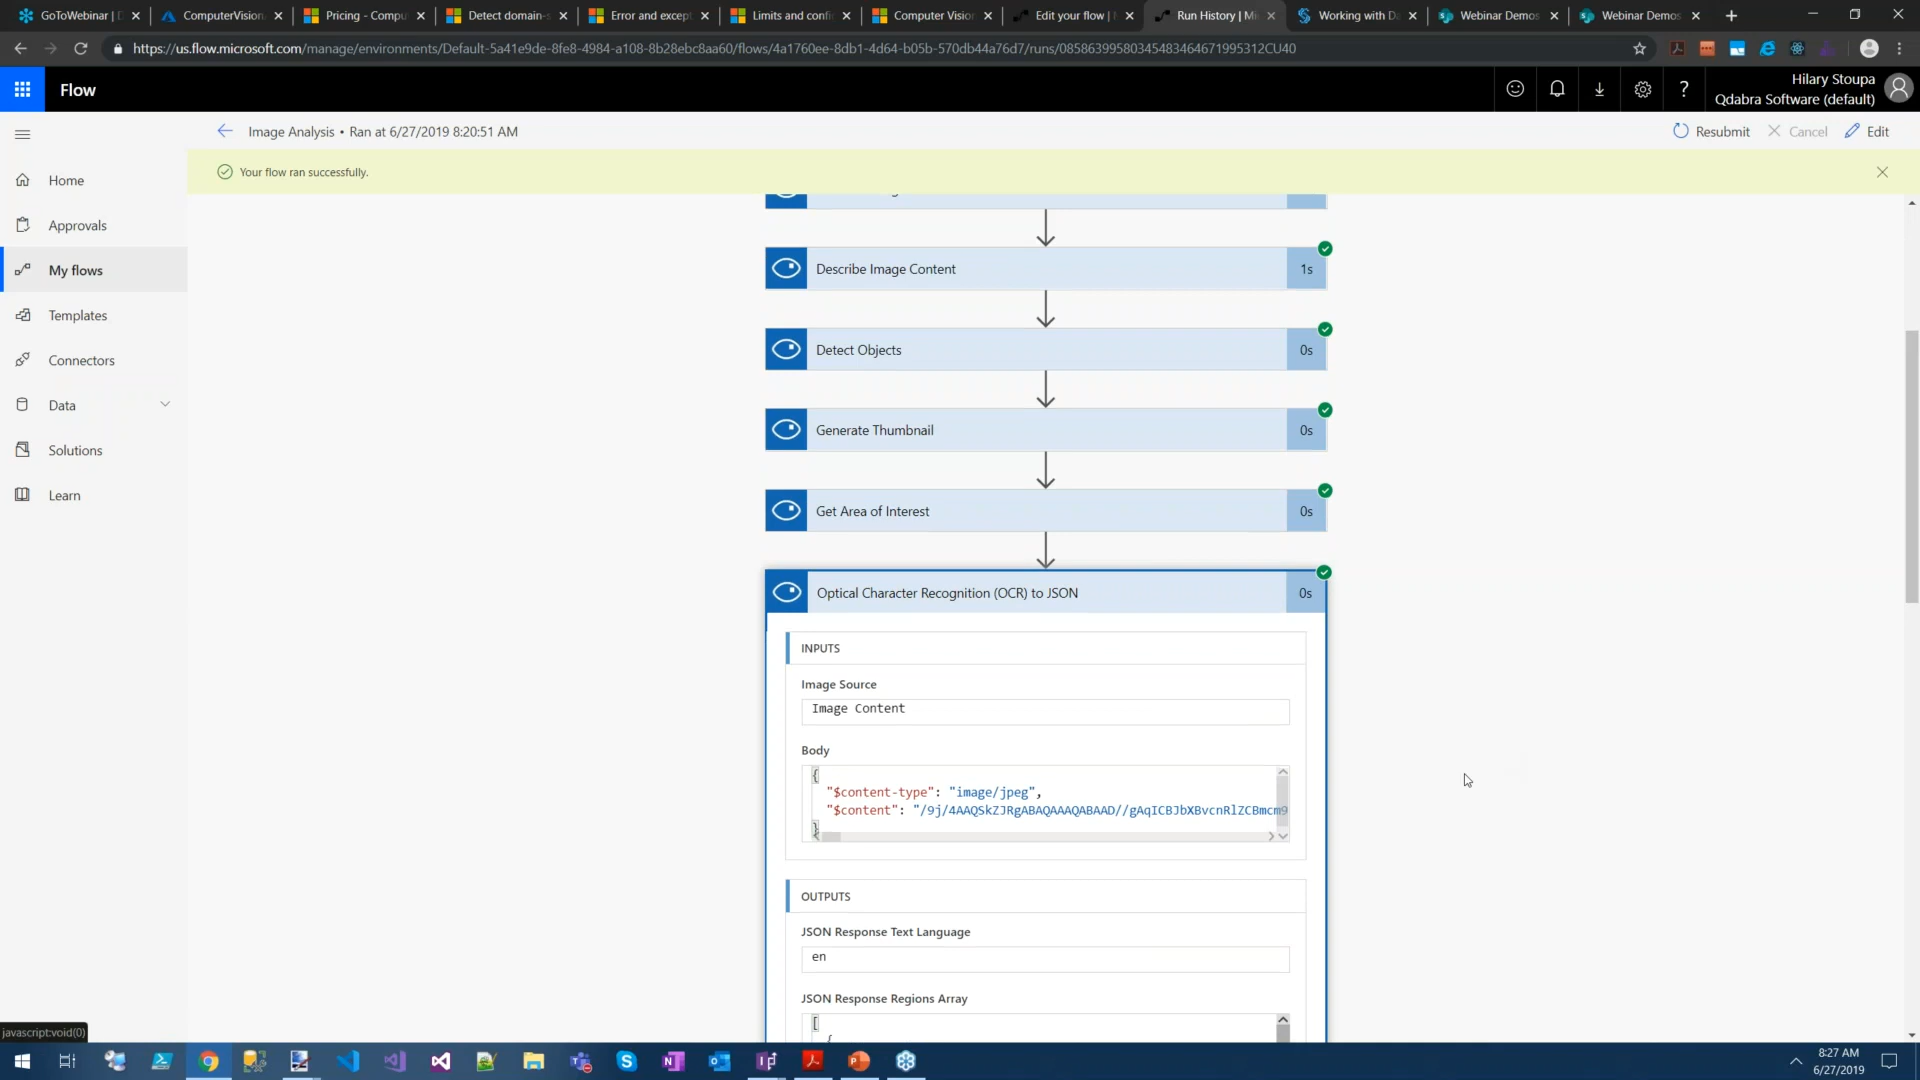 GoToWebinar | D
ComputerVision
Pricing - Compu
Detect domain-s
Error and except
Limits and confi
Computer Vision
Edit your flow | M
Run History | Mi
Working with Da
Webinar Demos
Webinar Demos
https://us.flow.microsoft.com/manage/environments/Default-5a41e9de-8fe8-4984-a108-8b28ebc8aa60/flows/4a1760ee-8db1-4d64-b05b-570db44a76d7/runs/08586399580345483464671995312CU40
Flow
Hilary Stoupa
Qdabra Software (default)
Image Analysis • Ran at 6/27/2019 8:20:51 AM
Resubmit
Cancel
Edit
Your flow ran successfully.
Home
Approvals
My flows
Templates
Connectors
Data
Solutions
Learn
Describe Image Content
1s
Detect Objects
0s
Generate Thumbnail
0s
Get Area of Interest
0s
Optical Character Recognition (OCR) to JSON
0s
INPUTS
Image Source
Image Content
Body
{
"$content-type": "image/jpeg",
"$content": "/9j/4AAQSkZJRgABAQAAAQABAAD//gAqICBJbXBvcnRlZCBmcm9
}
OUTPUTS
JSON Response Text Language
en
JSON Response Regions Array
[
{
javascript:void(0)
8:27 AM
6/27/2019